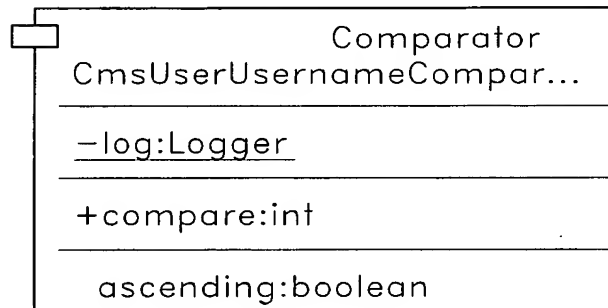 Comparator
CmsUserUsernameCompar...
-log:Logger
+compare:int
ascending:boolean